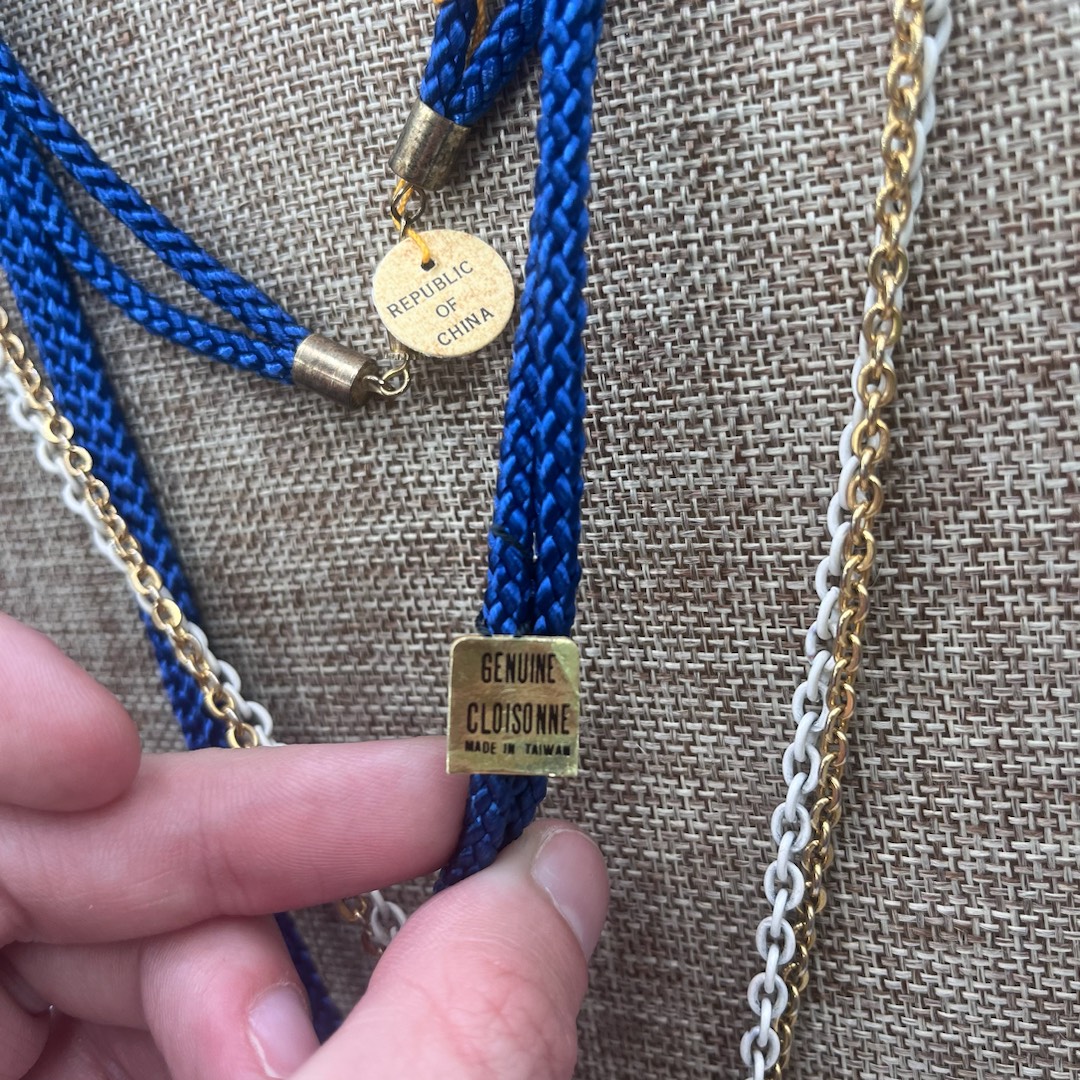 REPUBLIC
OF
CHINA
GENUINE
CLOISONNE
MADE IN TAIWAN